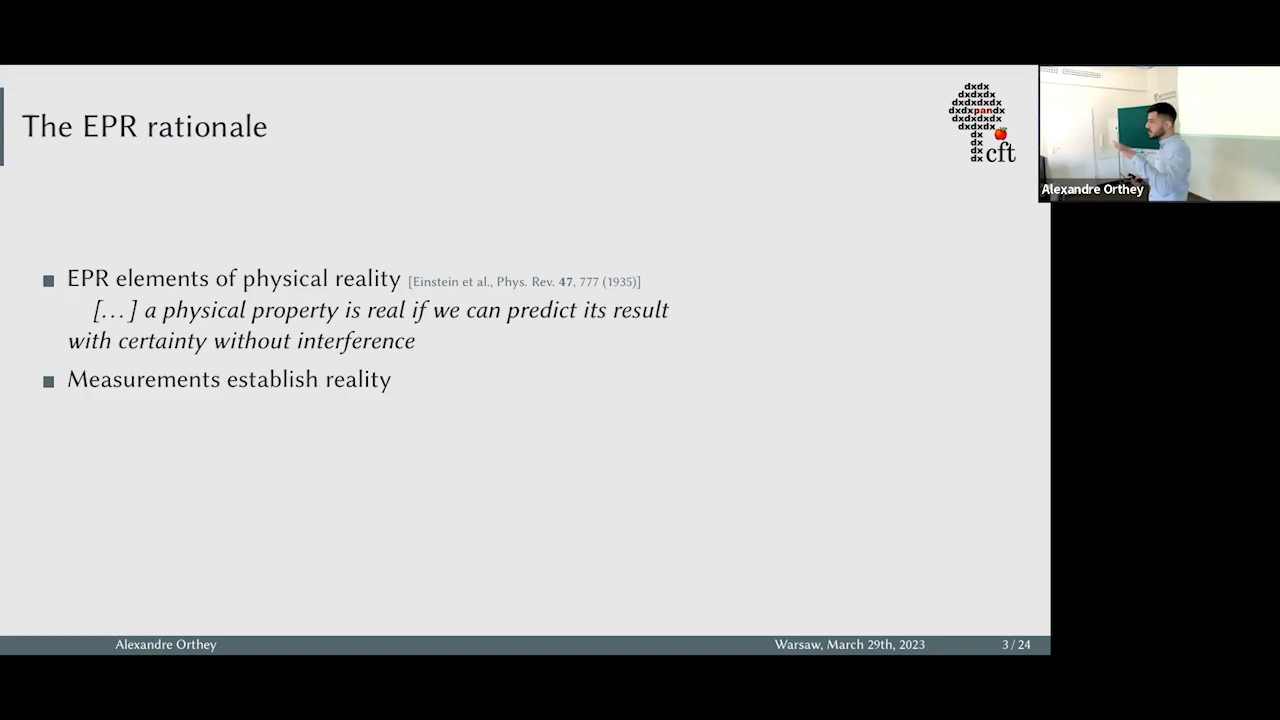 The EPR rationale
dxdx
dxdxdx
dxdxdxdx
dxdxpandx
dxdxdxdx
dxdxdx
dx
dx
dx
dx cft
Alexandre Orthey
■ EPR elements of physical reality [Einstein et al., Phys. Rev. 47, 777 (1935)]
[...] a physical property is real if we can predict its result
with certainty without interference
■ Measurements establish reality
Alexandre Orthey Warsaw, March 29th, 2023 3 / 24